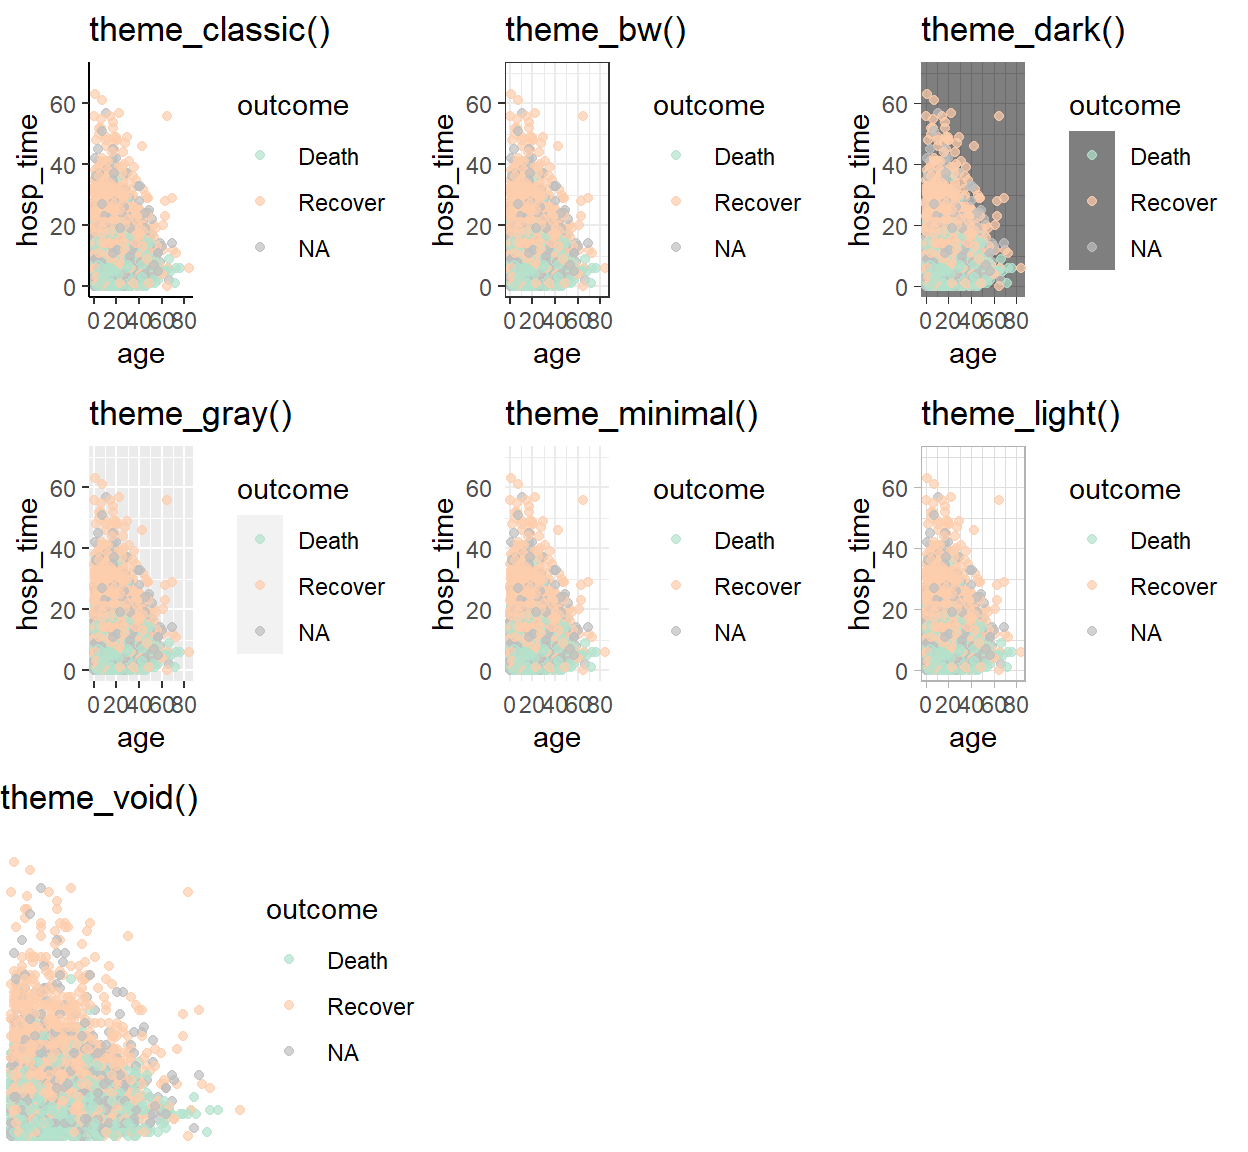 theme_classic()
hosp_time
60
40
20
0
0 20 40 60 80
age
outcome
Death
Recover
NA
theme_bw()
hosp_time
60
40
20
0
0 20 40 60 80
age
outcome
Death
Recover
NA
theme_dark()
hosp_time
60
40
20
0
0 20 40 60 80
age
outcome
Death
Recover
NA
theme_gray()
hosp_time
60
40
20
0
0 20 40 60 80
age
outcome
Death
Recover
NA
theme_minimal()
hosp_time
60
40
20
0
0 20 40 60 80
age
outcome
Death
Recover
NA
theme_light()
hosp_time
60
40
20
0
0 20 40 60 80
age
outcome
Death
Recover
NA
theme_void()
outcome
Death
Recover
NA